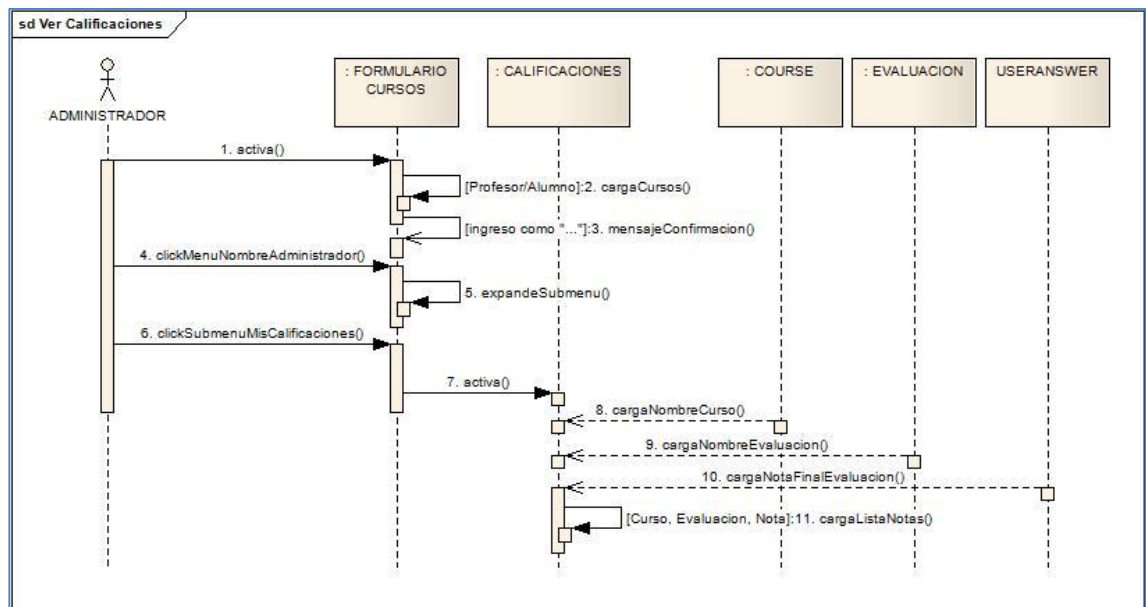 sd Ver Calificaciones
ADMINISTRADOR
: FORMULARIO
CURSOS
: CALIFICACIONES
: COURSE
: EVALUACION
USERANSWER
1. activa()
[Profesor/Alumno]:2. cargaCursos()
[ingreso como "..."]:3. mensajeConfirmacion()
4. clickMenuNombreAdministrador()
5. expandeSubmenu()
6. clickSubmenuMisCalificaciones()
7. activa()
8. cargaNombreCurso()
9. cargaNombreEvaluacion()
10. cargaNotaFinalEvaluacion()
[Curso, Evaluacion, Nota]:11. cargaListaNotas()